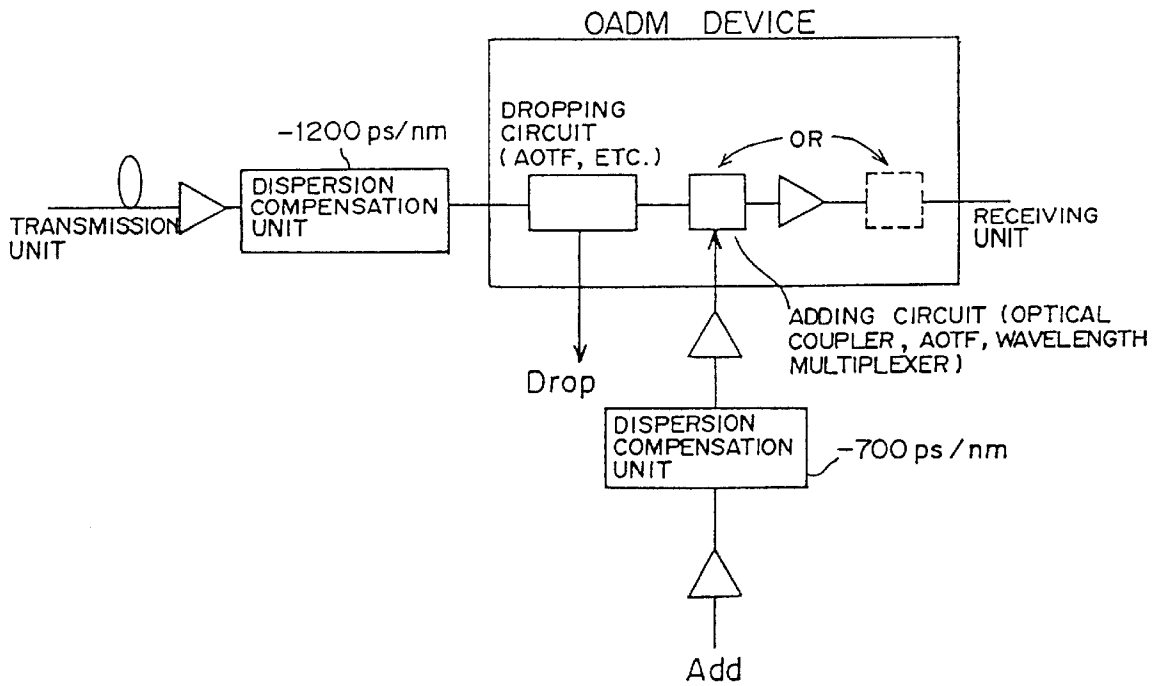 OADM DEVICE
DROPPING
CIRCUIT
(AOTF, ETC.)
OR
-1200 ps/nm
DISPERSION
COMPENSATION
UNIT
TRANSMISSION
UNIT
RECEIVING
UNIT
ADDING CIRCUIT (OPTICAL
COUPLER, AOTF, WAVELENGTH
MULTIPLEXER)
Drop
DISPERSION
COMPENSATION
UNIT
-700 ps/nm
Add